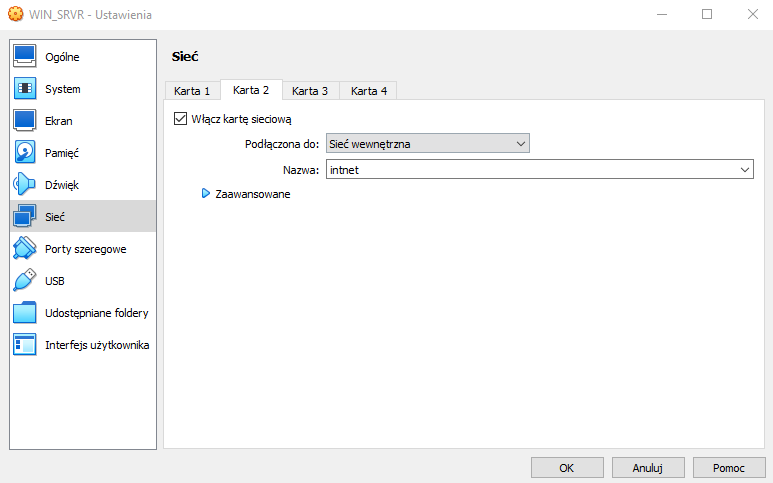 WIN_SRVR - Ustawienia
Ogólne
System
Ekran
Pamięć
Dźwięk
Sieć
Porty szeregowe
USB
Udostępniane foldery
Interfejs użytkownika
Sieć
Karta 1 Karta 2 Karta 3 Karta 4
Włącz kartę sieciową
Podłączona do: Sieć wewnętrzna
Nazwa: intnet
Zaawansowane
OK Anuluj Pomoc